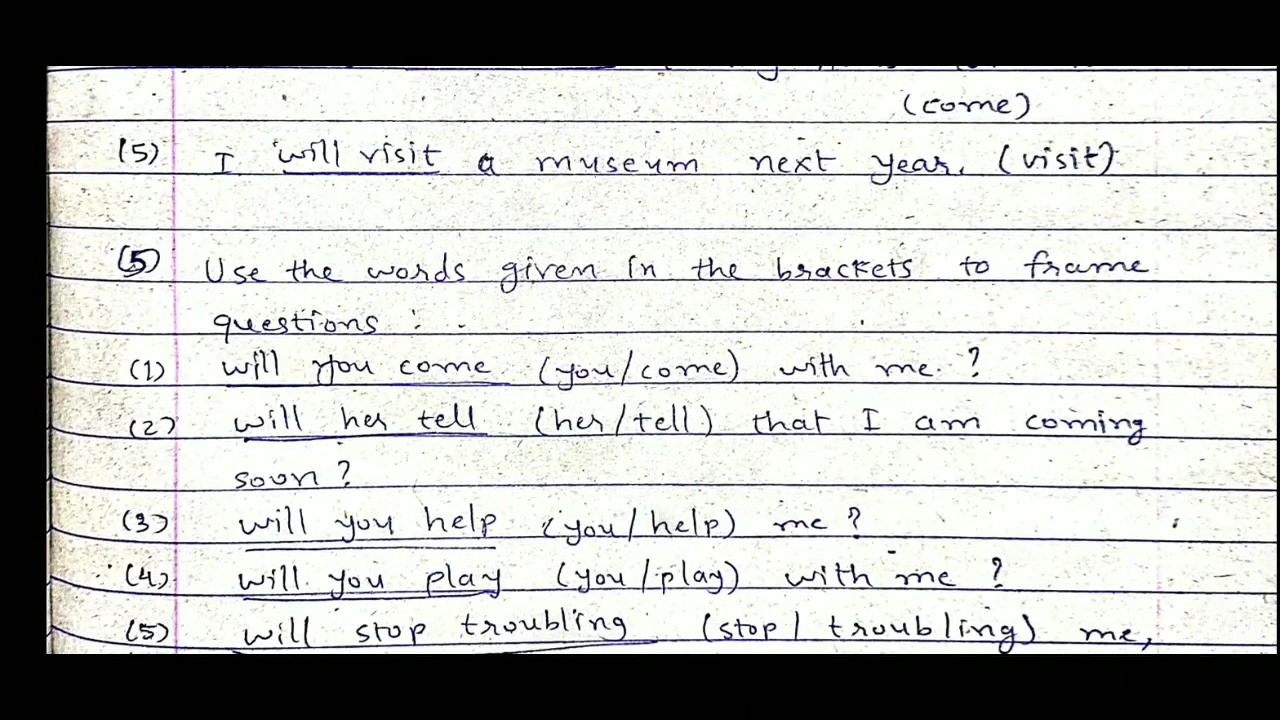 (come)
(5) I will visit a museum next year. (visit)
(5) Use the words given in the brackets to frame
questions :
(1) will you come (you/come) with me ?
(2) will her tell (her/tell) that I am coming
soon ?
(3) will you help (you/help) me ?
(4) will you play (you/play) with me ?
(5) will stop troubling (stop/troubling) me,